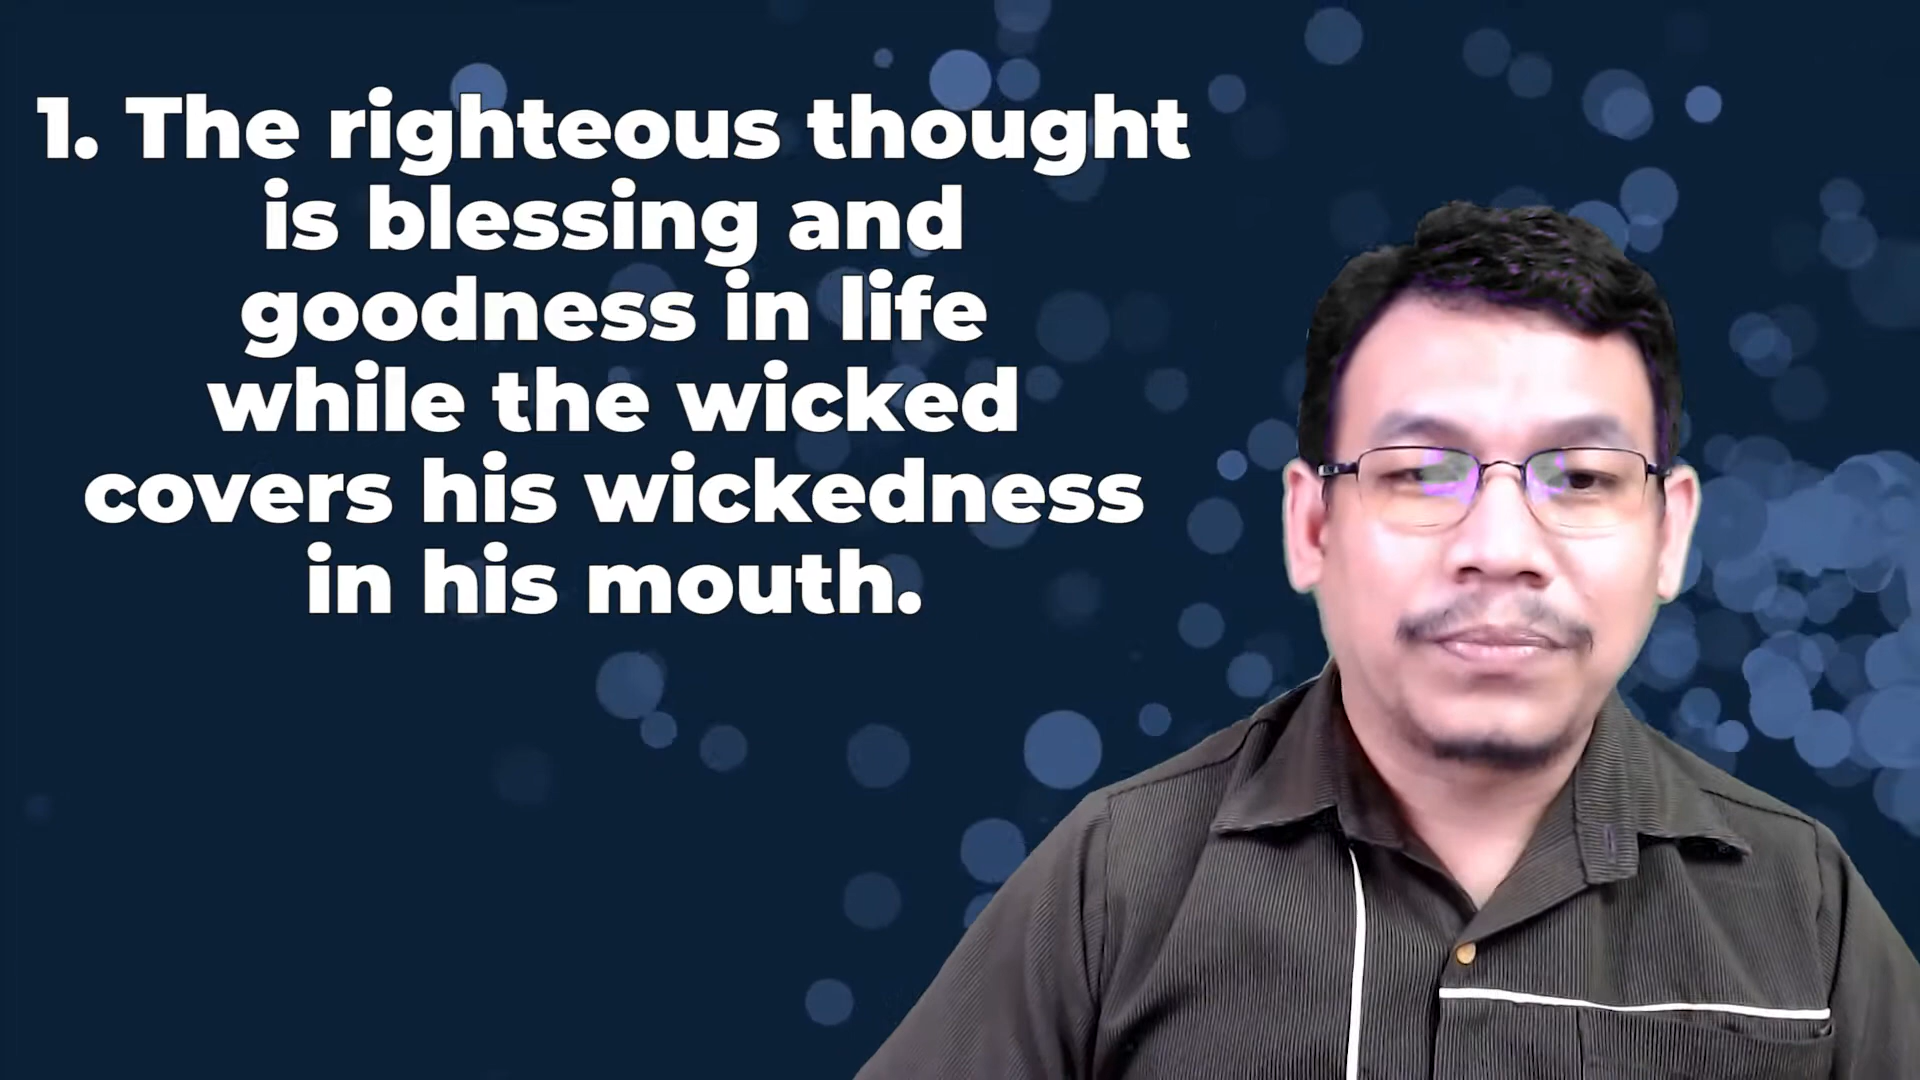 1. The righteous thought
is blessing and
goodness in life
while the wicked
covers his wickedness
in his mouth.